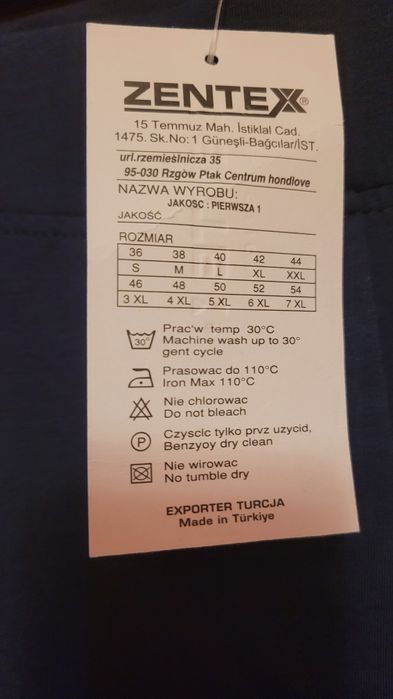 ZENTEX®
15 Temmuz Mah. İstiklal Cad.
1475. Sk.No: 1 Güneşli-Bağcılar/İST.
url.rzemieślnicza 35
95-030 Rzgów Ptak Centrum hondlove
NAZWA WYROBU:
JAKOSC : PIERWSZA 1
JAKOŚĆ
ROZMIAR
36 38 40 42 44
S M L XL XXL
46 48 50 52 54
3 XL 4 XL 5 XL 6 XL 7 XL
30°
Prac'w temp 30°C
Machine wash up to 30°
gent cycle
Prasowac do 110°C
Iron Max 110°C
Nie chlorowac
Do not bleach
P
Czysclc tylko prvz uzycid,
Benzyoy dry clean
Nie wirowac
No tumble dry
EXPORTER TURCJA
Made in Türkiye